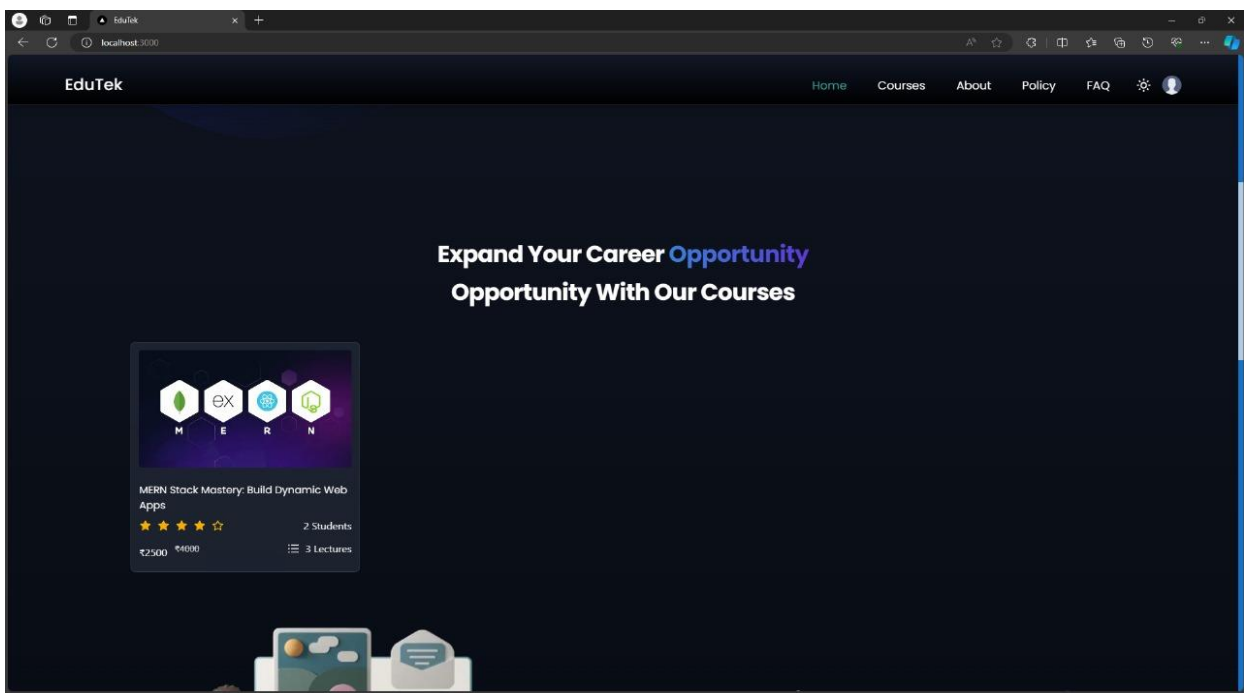 EduTek
localhost:3000
EduTek
Home Courses About Policy FAQ
Expand Your Career Opportunity
Opportunity With Our Courses
ex
M E R N
MERN Stack Mastery: Build Dynamic Web
Apps
2 Students
₹2500 ₹4000 3 Lectures